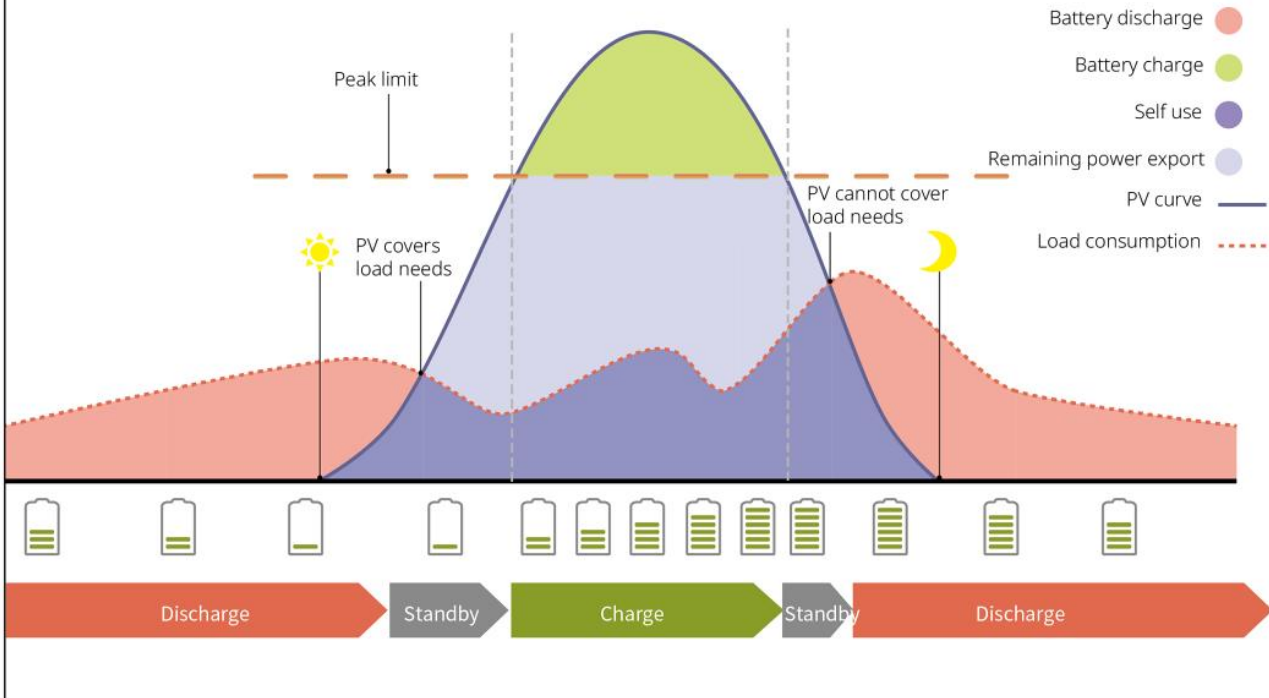 Battery discharge
Battery charge
Self use
Remaining power export
PV curve
Load consumption
Peak limit
PV cannot cover
load needs
PV covers
load needs
Discharge
Standby
Charge
Standby
Discharge